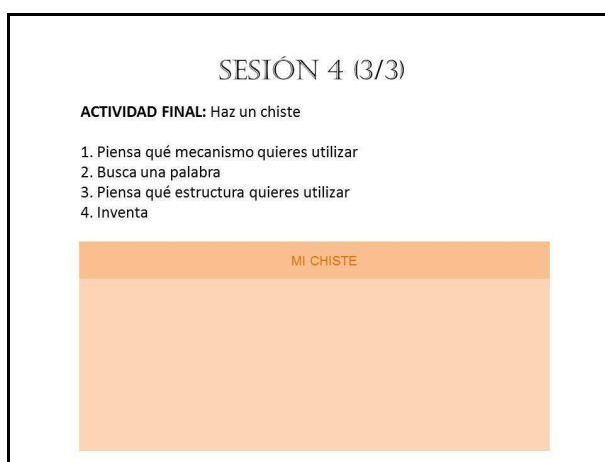 SESIÓN 4 (3/3)
ACTIVIDAD FINAL: Haz un chiste
1. Piensa qué mecanismo quieres utilizar
2. Busca una palabra
3. Piensa qué estructura quieres utilizar
4. Inventa
MI CHISTE